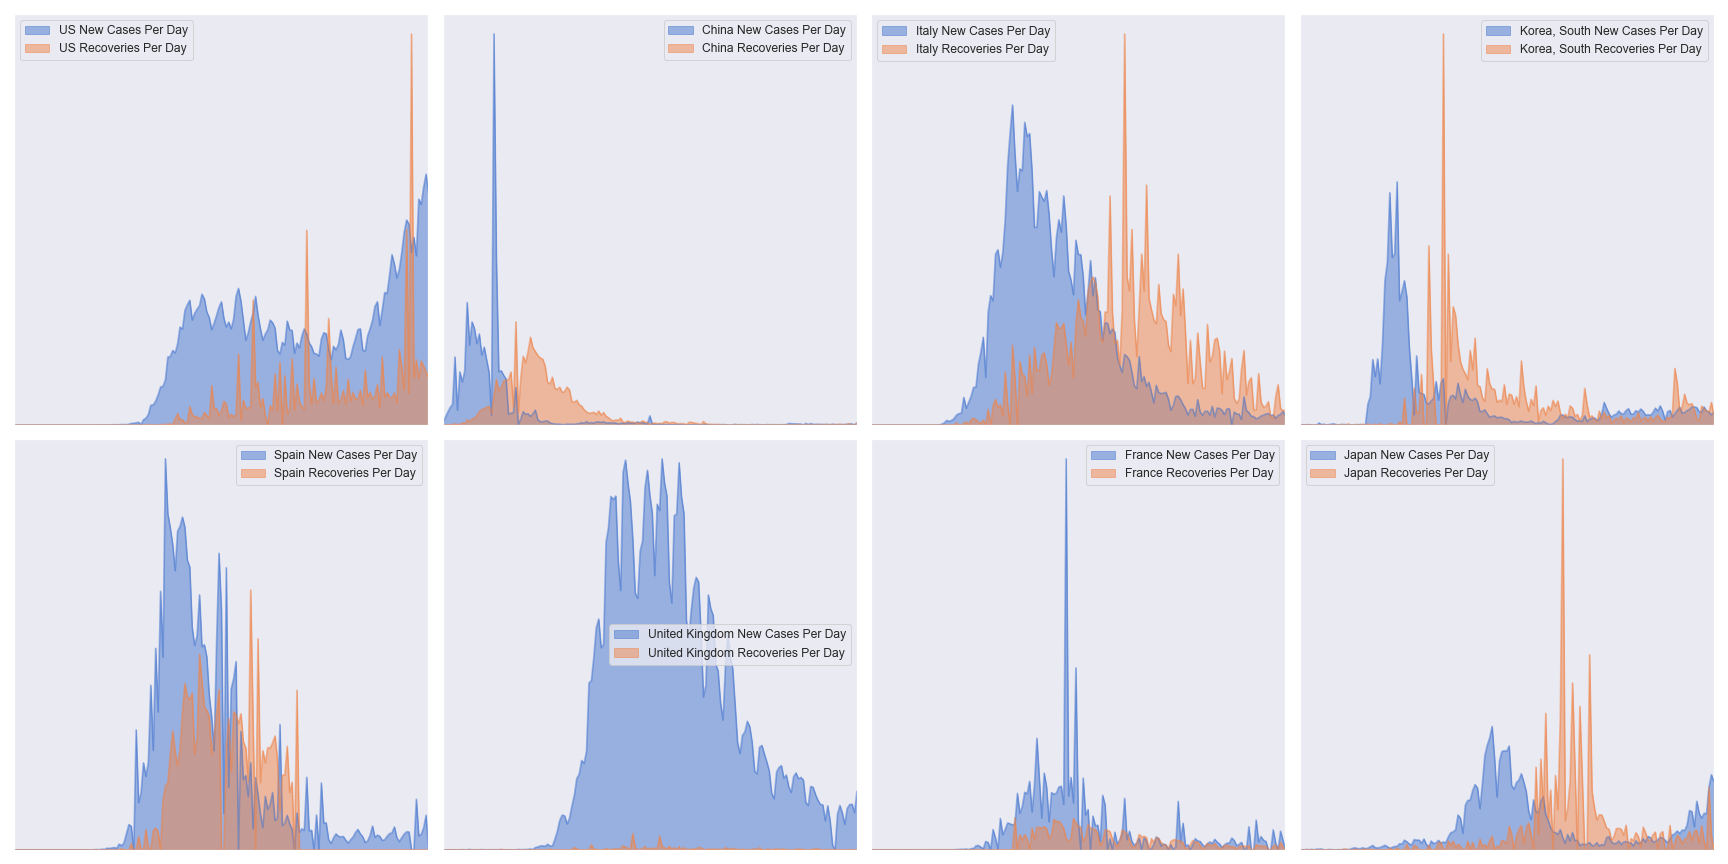 US New Cases Per Day
US Recoveries Per Day
China New Cases Per Day
China Recoveries Per Day
Italy New Cases Per Day
Italy Recoveries Per Day
Korea, South New Cases Per Day
Korea, South Recoveries Per Day
Spain New Cases Per Day
Spain Recoveries Per Day
United Kingdom New Cases Per Day
United Kingdom Recoveries Per Day
France New Cases Per Day
France Recoveries Per Day
Japan New Cases Per Day
Japan Recoveries Per Day